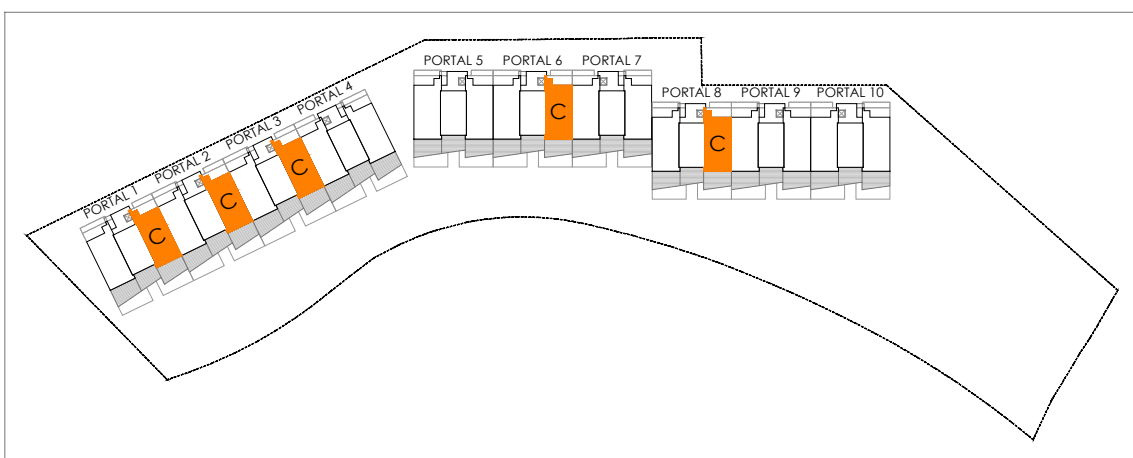 PORTAL 1
PORTAL 2
PORTAL 3
PORTAL 4
PORTAL 5
PORTAL 6
PORTAL 7
PORTAL 8
PORTAL 9
PORTAL 10
C
C
C
C
C